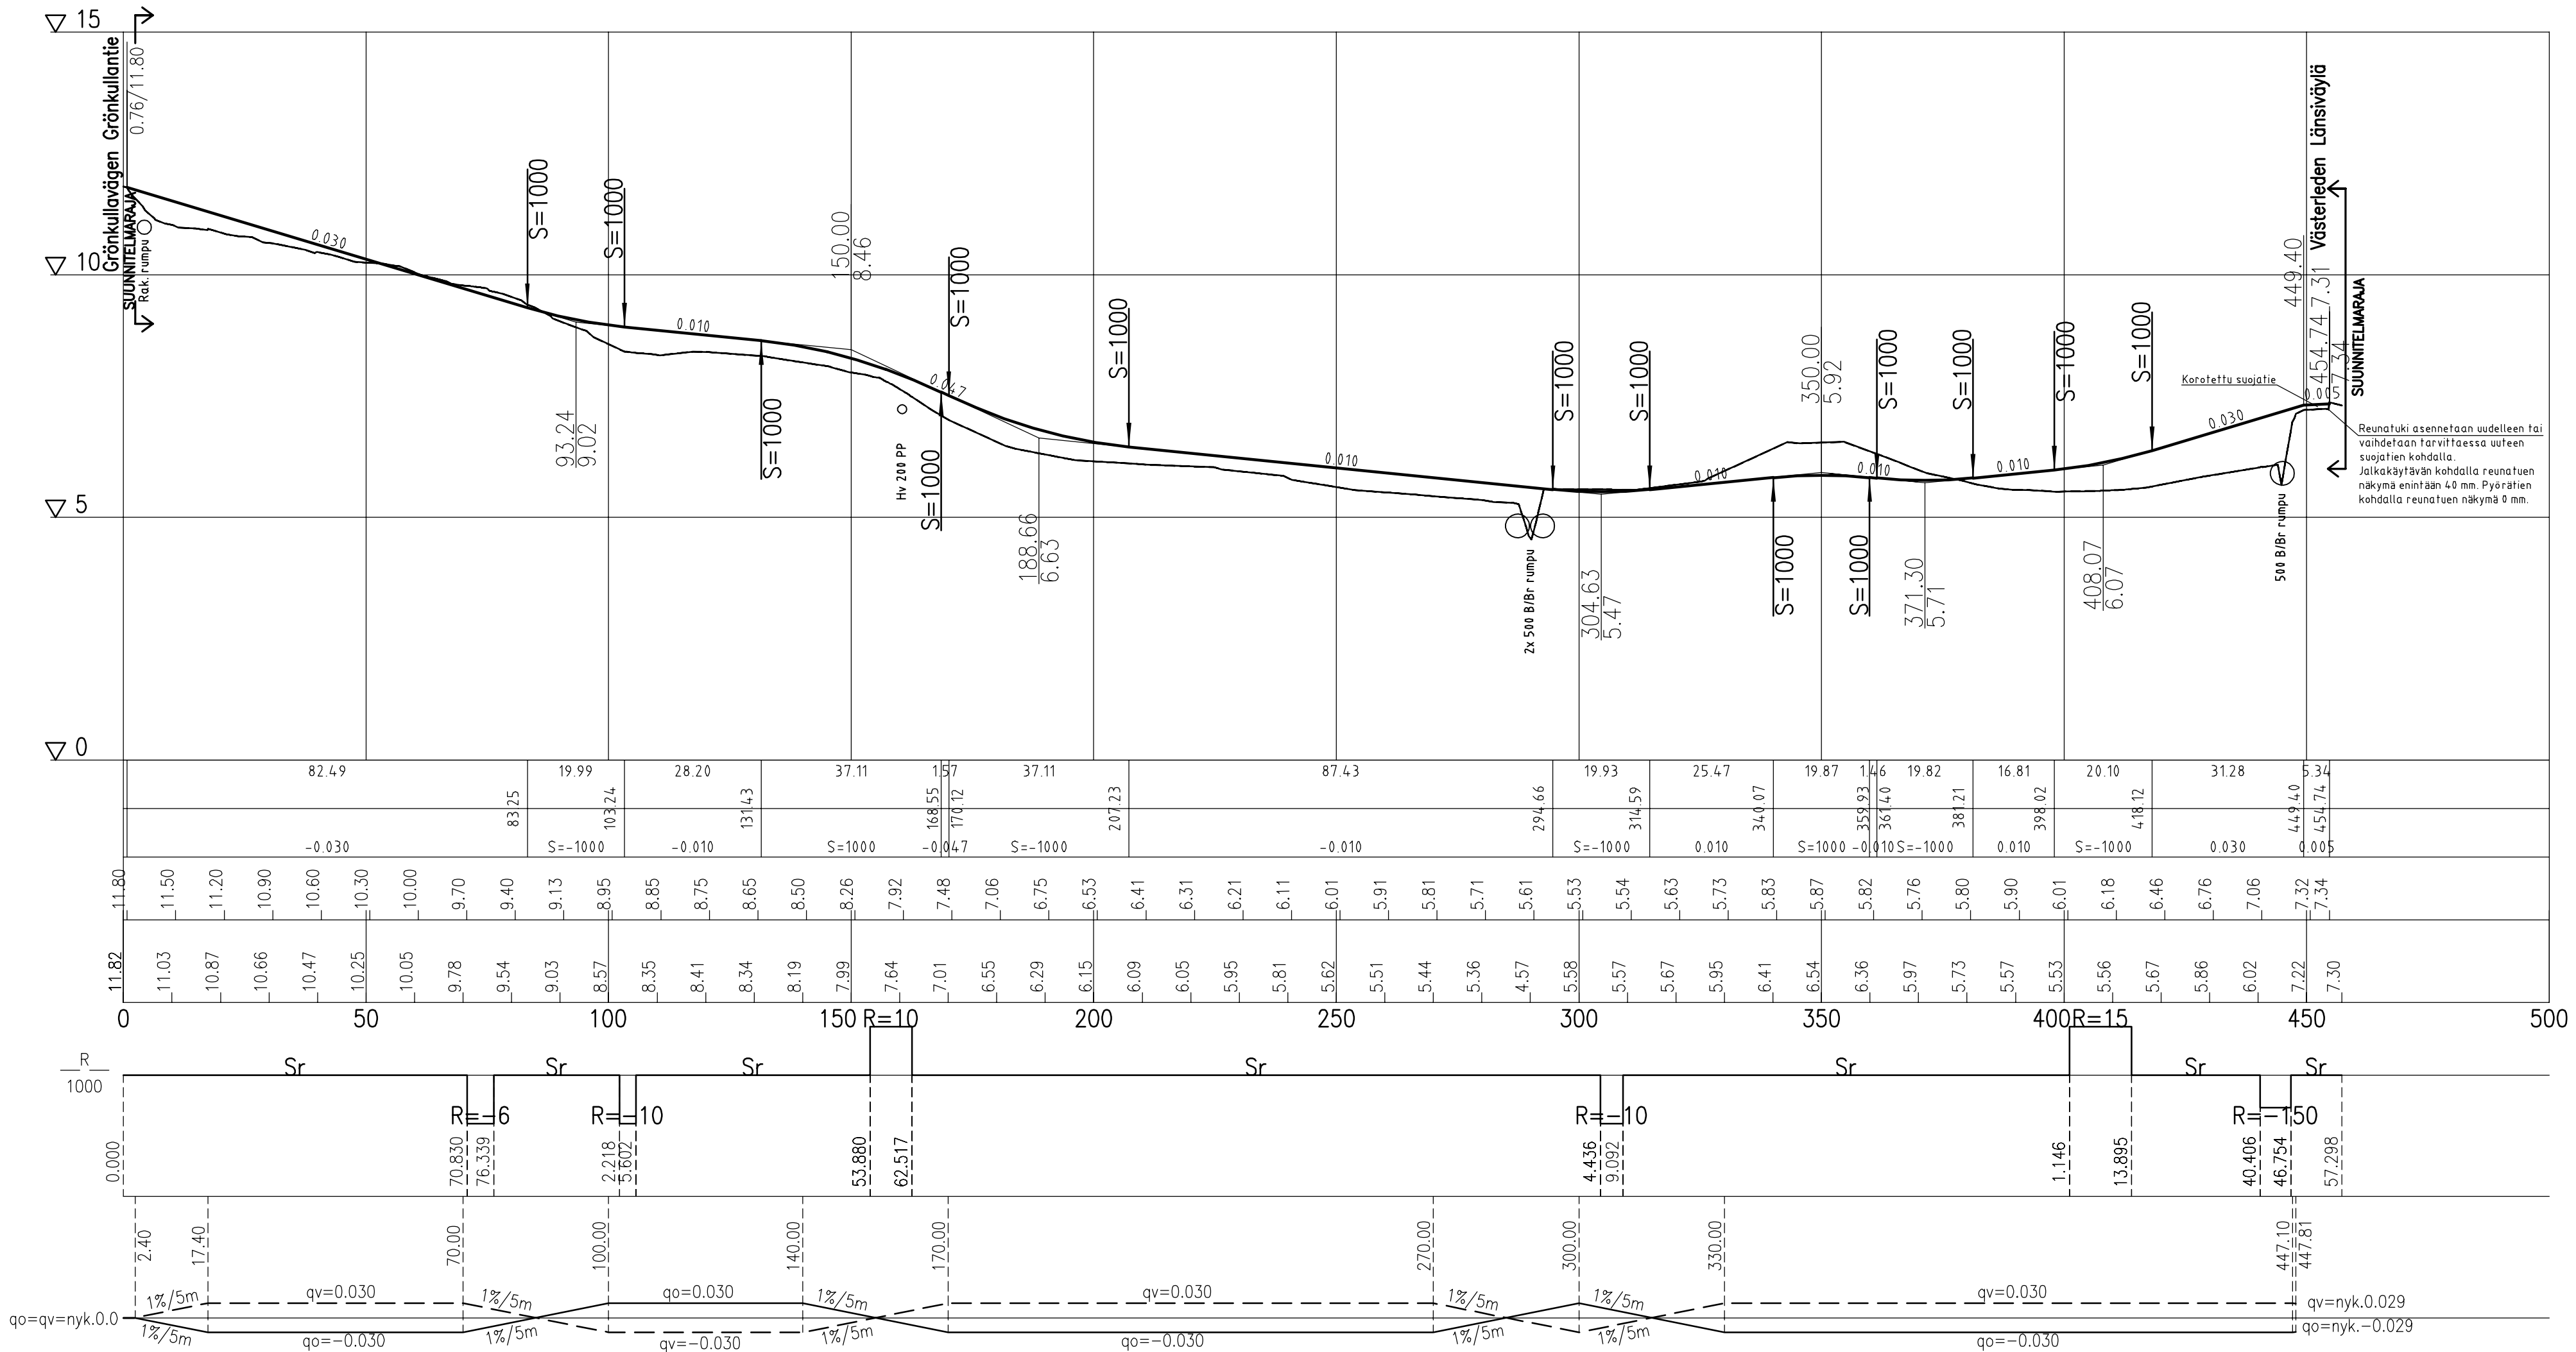 15
10
5
0
Grönkullavägen Grönkullantie
SUUNNITELMARAJA
Rak. rumpu
0.76/11.80
0.030
S=1000
93.24
9.02
S=1000
0.010
S=1000
150.00
8.46
Hv 200 PP
0.047
S=1000
S=1000
188.66
6.63
S=1000
0.010
2x 500 B/Br rumpu
S=1000
304.63
5.47
S=1000
0.010
S=1000
350.00
5.92
0.010
S=1000
S=1000
371.30
5.71
S=1000
0.010
S=1000
408.07
6.07
S=1000
0.030
500 B/Br rumpu
449.40
7.31
454.74
7.34
0.005
Västerleden Länsiväylä
SUUNNITELMARAJA
Korotettu suojatie
Reunatuki asennetaan uudelleen tai
vaihdetaan tarvittaessa uuteen
suojatien kohdalla.
Jalkakäytävän kohdalla reunatuen
näkymä enintään 40 mm. Pyörätien
kohdalla reunatuen näkymä 0 mm.
82.49 19.99 28.20 37.11 1.57 37.11 87.43 19.93 25.47 19.87 1.46 19.82 16.81 20.10 31.28 5.34
83.25 103.24 131.43 168.55 170.12 207.23 294.66 314.59 340.07 359.93 361.40 381.21 398.02 418.12 449.40 454.74
-0.030 S=-1000 -0.010 S=1000 -0.047 S=-1000 -0.010 S=-1000 0.010 S=1000 -0.010 S=-1000 0.010 S=-1000 0.030 0.005
11.80 11.50 11.20 10.90 10.60 10.30 10.00 9.70 9.40 9.13 8.95 8.85 8.75 8.65 8.50 8.26 7.92 7.48 7.06 6.75 6.53 6.41 6.31 6.21 6.11 6.01 5.91 5.81 5.71 5.61 5.53 5.54 5.63 5.73 5.83 5.87 5.82 5.76 5.80 5.90 6.01 6.18 6.46 6.76 7.06 7.32 7.34
11.82 11.03 10.87 10.66 10.47 10.25 10.05 9.78 9.54 9.03 8.57 8.35 8.41 8.34 8.19 7.99 7.64 7.01 6.55 6.29 6.15 6.09 6.05 5.95 5.81 5.62 5.51 5.44 5.36 4.57 5.58 5.57 5.67 5.95 6.41 6.54 6.36 5.97 5.73 5.57 5.53 5.56 5.67 5.86 6.02 7.22 7.30
0 50 100 150 200 250 300 350 400 450 500
R=10 R=15
R
1000
Sr Sr Sr Sr Sr Sr Sr
R=-6 R=-10 R=-10 R=-150
0.000 70.830 76.339 2.218 5.602 53.880 62.517 4.436 9.092 1.146 13.895 40.406 46.754 57.298
2.40 17.40 70.00 100.00 140.00 170.00 270.00 300.00 330.00 447.10 447.81
1%/5m qv=0.030 1%/5m qo=0.030 1%/5m qv=0.030 1%/5m 1%/5m qv=0.030 qv=nyk.0.029
qo=qv=nyk.0.0
1%/5m qo=-0.030 1%/5m qv=-0.030 1%/5m qo=-0.030 1%/5m 1%/5m qo=-0.030 qo=nyk.-0.029